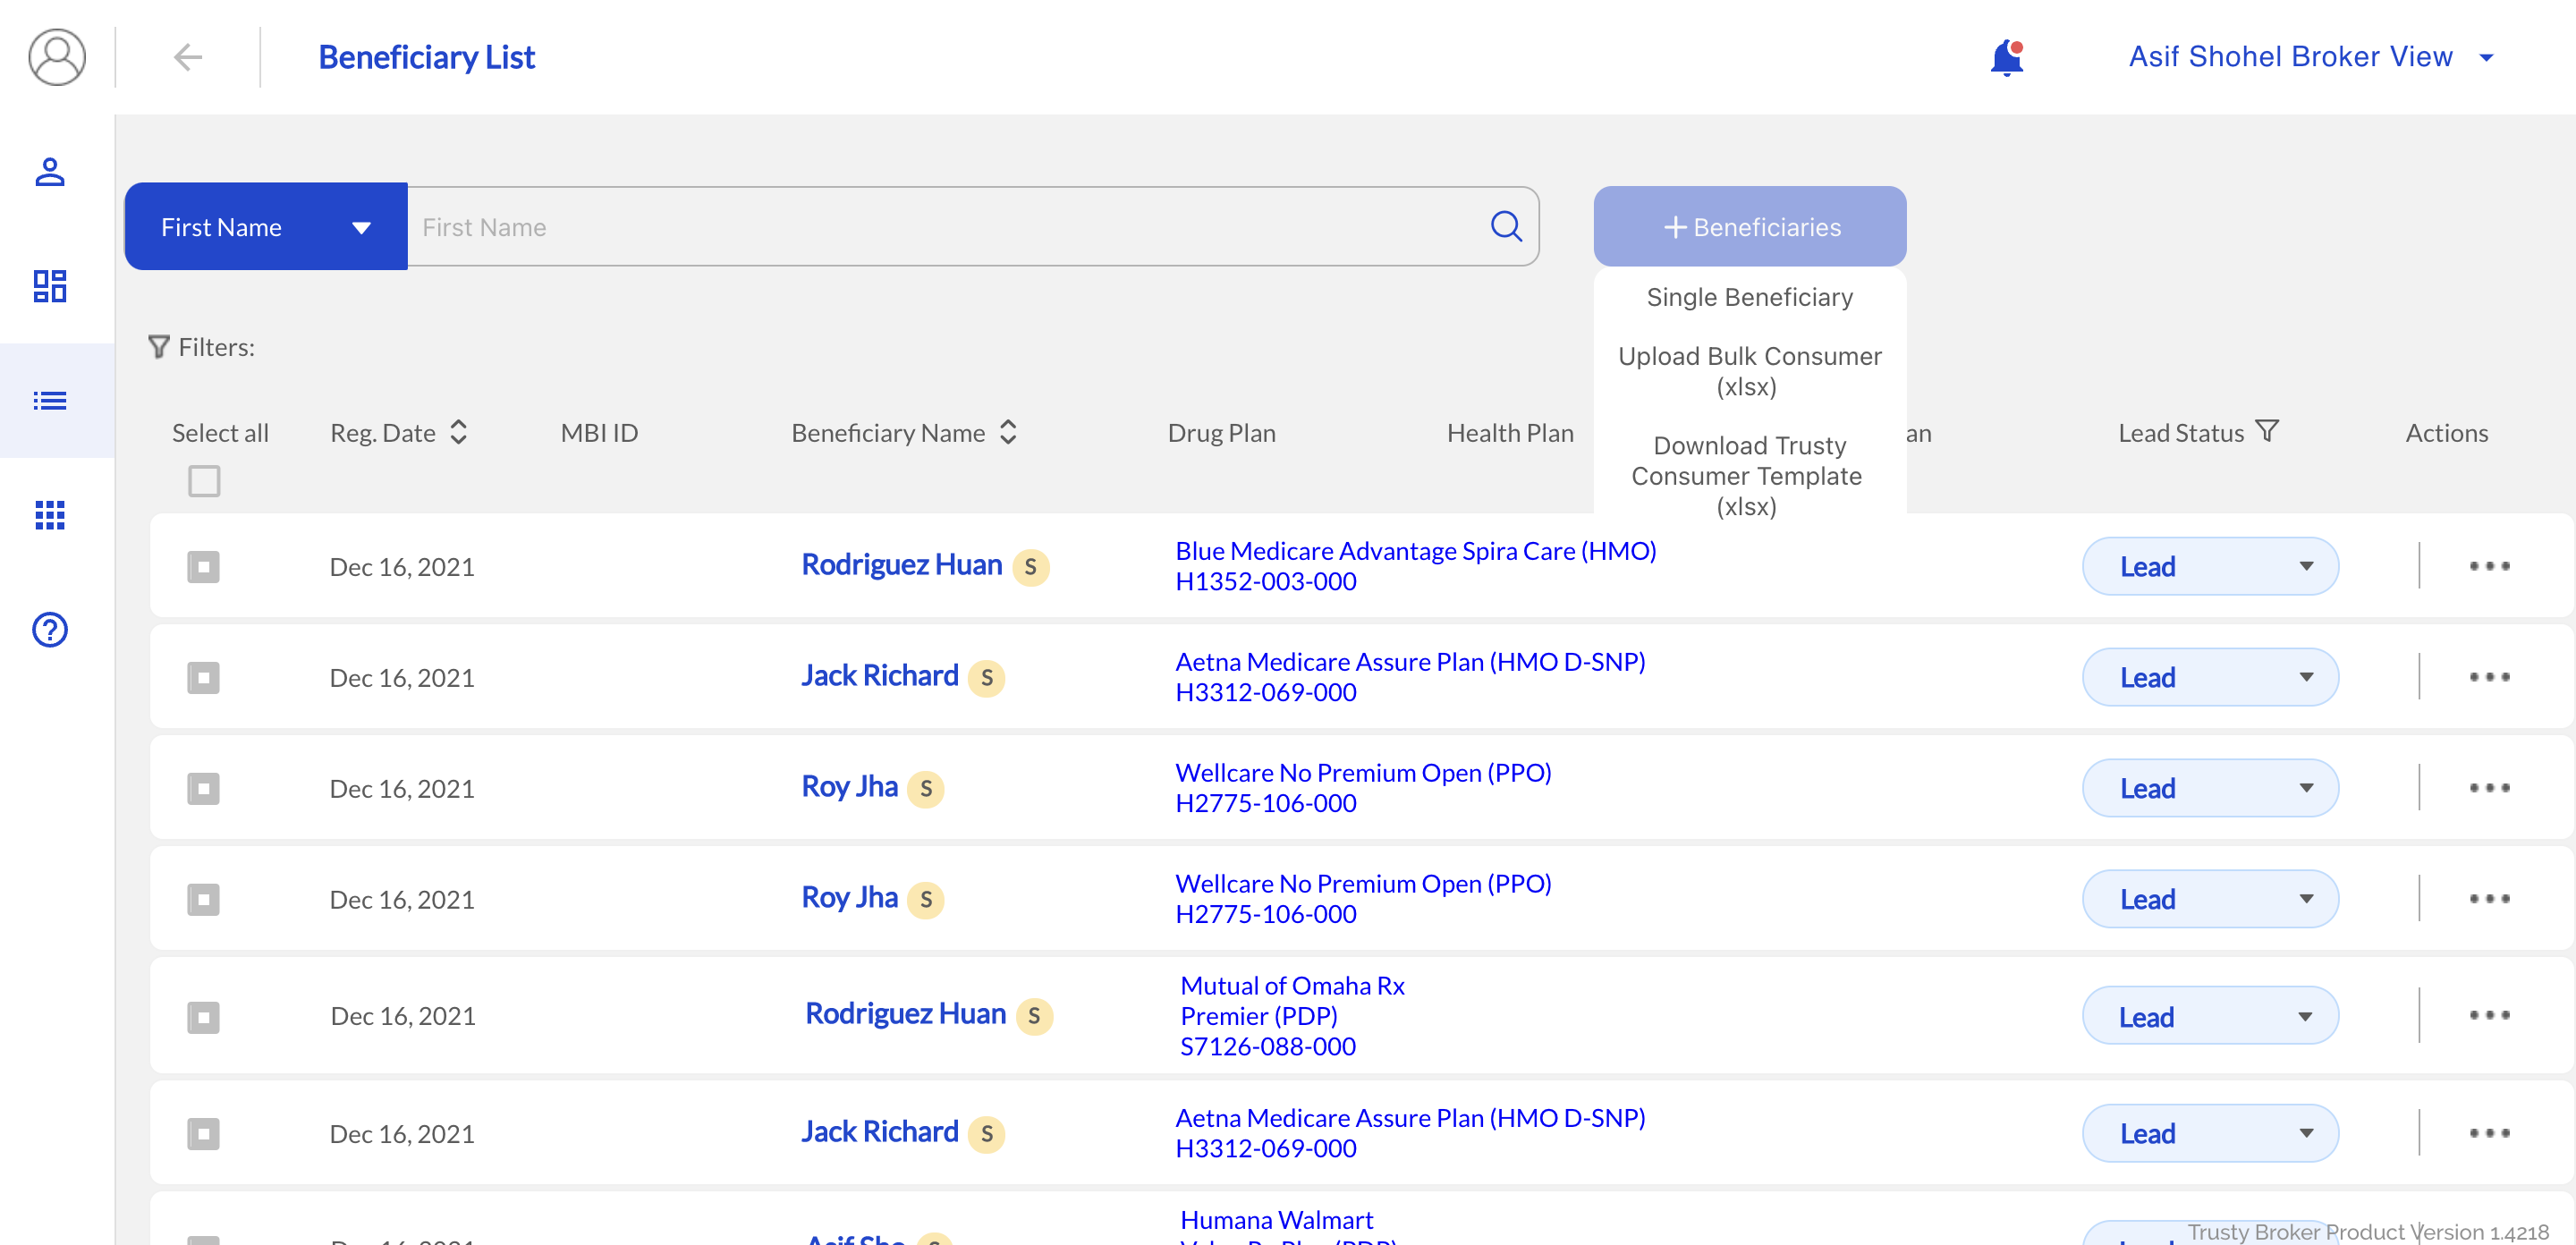 Beneficiary List
Asif Shohel Broker View
First Name
First Name
+ Beneficiaries
Single Beneficiary
Upload Bulk Consumer
(xlsx)
Download Trusty
Consumer Template
(xlsx)
Filters:
Select all
Reg. Date
MBI ID
Beneficiary Name
Drug Plan
Health Plan
an
Lead Status
Actions
Dec 16, 2021
Rodriguez Huan S
Blue Medicare Advantage Spira Care (HMO)
H1352-003-000
Lead
Dec 16, 2021
Jack Richard S
Aetna Medicare Assure Plan (HMO D-SNP)
H3312-069-000
Lead
Dec 16, 2021
Roy Jha S
Wellcare No Premium Open (PPO)
H2775-106-000
Lead
Dec 16, 2021
Roy Jha S
Wellcare No Premium Open (PPO)
H2775-106-000
Lead
Dec 16, 2021
Rodriguez Huan S
Mutual of Omaha Rx
Premier (PDP)
S7126-088-000
Lead
Dec 16, 2021
Jack Richard S
Aetna Medicare Assure Plan (HMO D-SNP)
H3312-069-000
Lead
Humana Walmart
Trusty Broker Product Version 1.4218